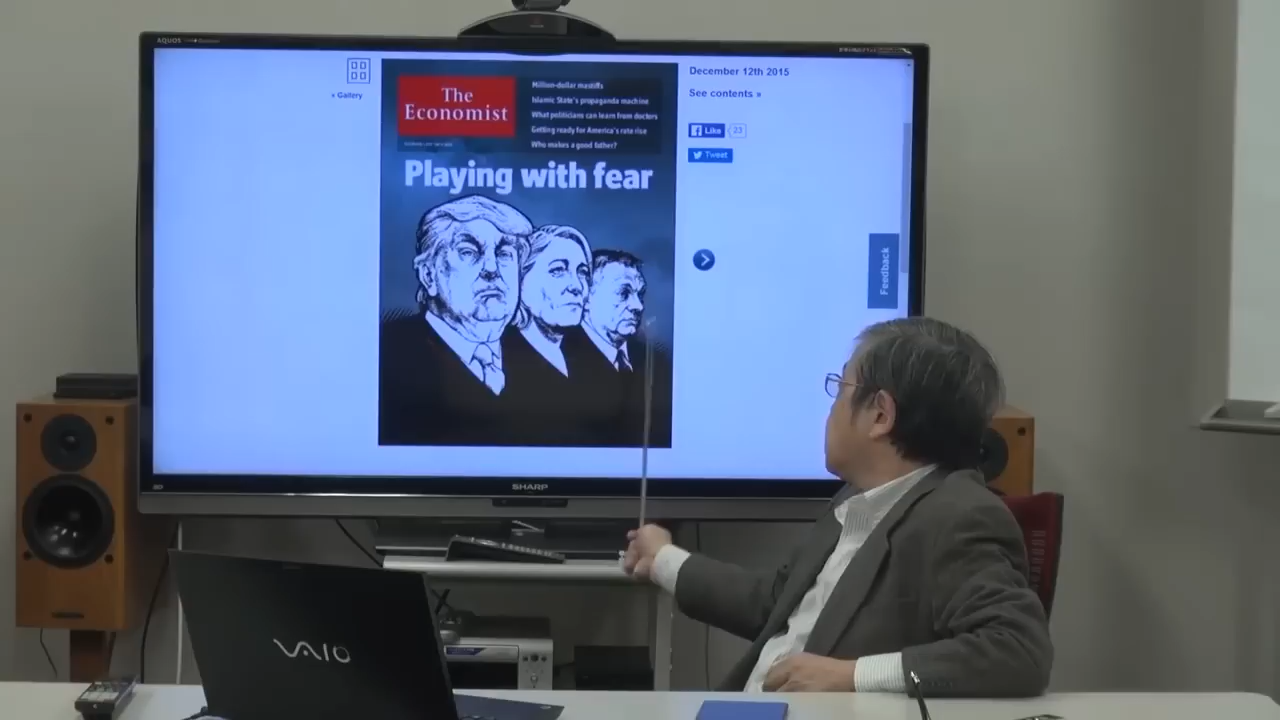 AQUOS
December 12th 2015
« Gallery
See contents »
The
Economist
Million-dollar mastiffs
Islamic State's propaganda machine
What politicians can learn from doctors
Getting ready for America's rate rise
Who makes a good father?
Like 23
Tweet
Playing with fear
Feedback
SHARP
VAIO